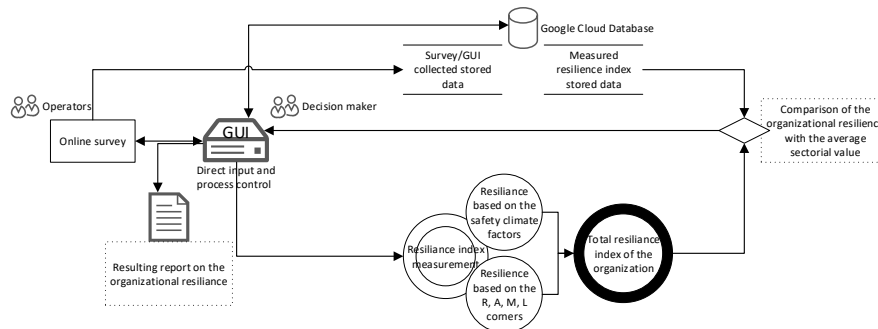 Google Cloud Database
Survey/GUI
collected stored
data
Measured
resilience index
stored data
Operators
Decision maker
Online survey
GUI
Direct input and
process control
Comparison of the
organizational resilienc
with the average
sectorial value
Resulting report on the
organizational resiliance
Resiliance index
measurement
Resiliance
based on the
safety climate
factors
Resilience
based on the
R, A, M, L
corners
Total resiliance
index of the
organization